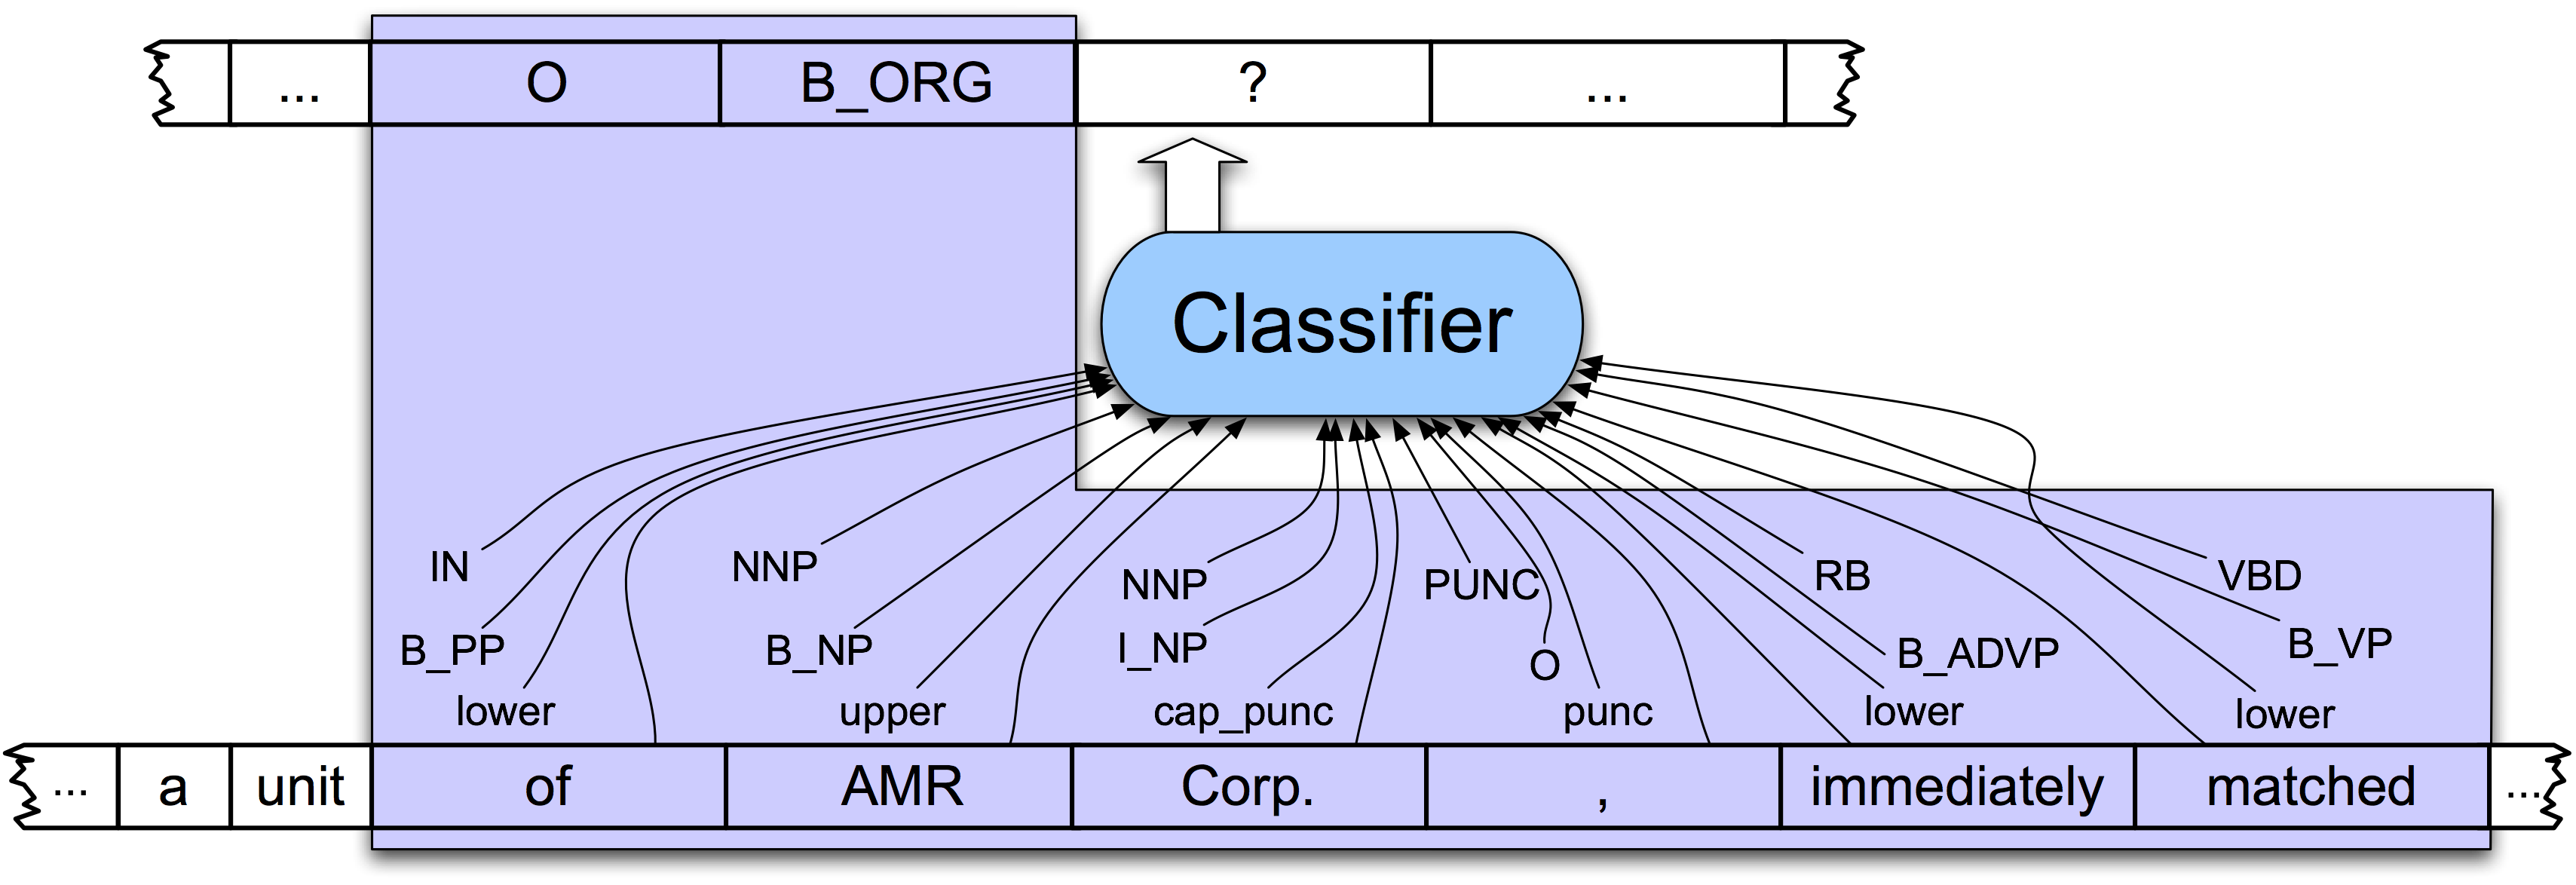 ... O B_ORG ? ...
Classifier
IN NNP NNP PUNC RB VBD
B_PP B_NP I_NP O B_ADVP B_VP
lower upper cap_punc punc lower lower
... a unit of AMR Corp. , immediately matched ...